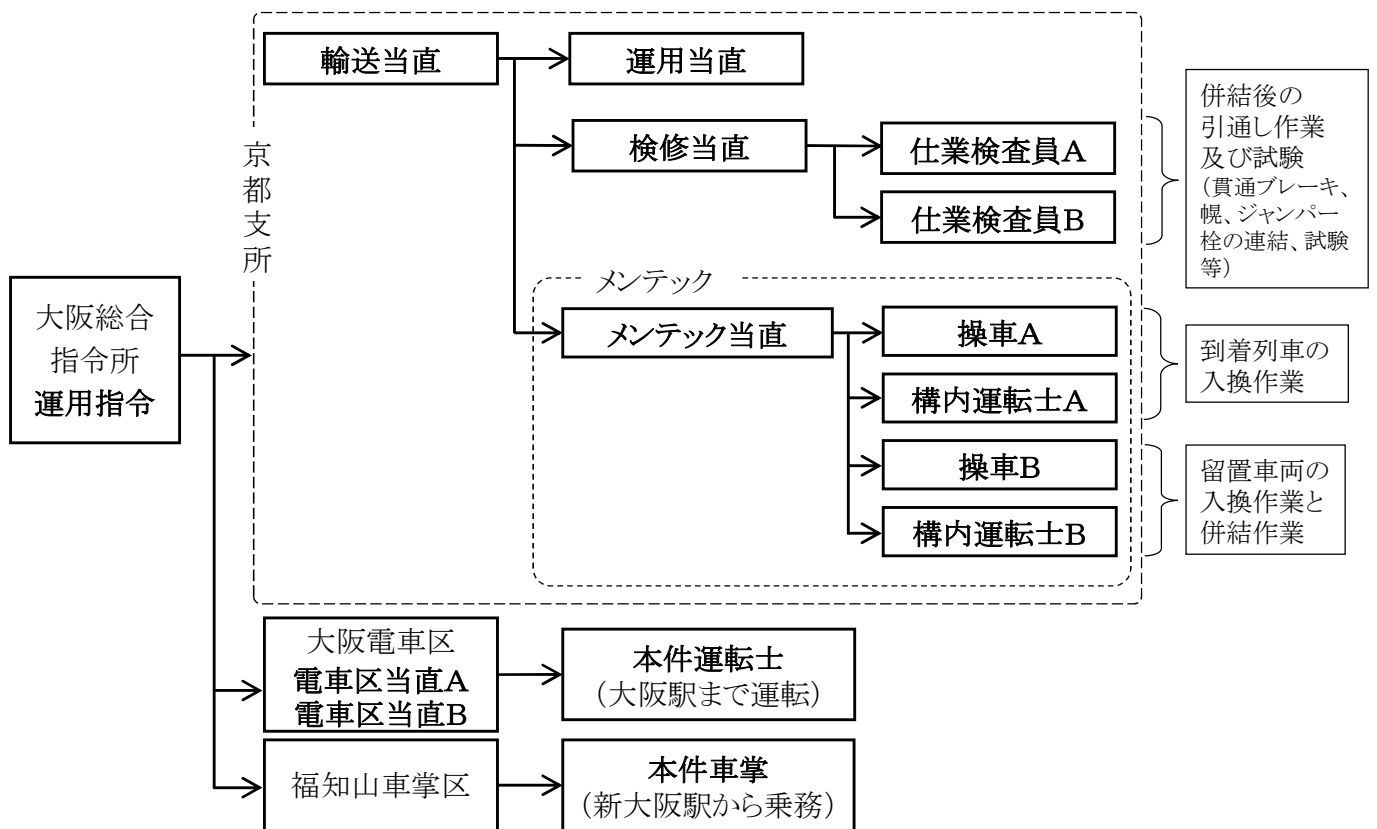 輸送当直
運用当直
検修当直
仕業検査員A
仕業検査員B
併結後の
引通し作業
及び試験
(貫通ブレーキ、
幌、ジャンパー
栓の連結、試験
等)
京都支所
大阪総合
指令所
運用指令
メンテック
メンテック当直
操車A
構内運転士A
操車B
構内運転士B
到着列車の
入換作業
留置車両の
入換作業と
併結作業
大阪電車区
電車区当直A
電車区当直B
本件運転士
(大阪駅まで運転)
福知山車掌区
本件車掌
(新大阪駅から乗務)